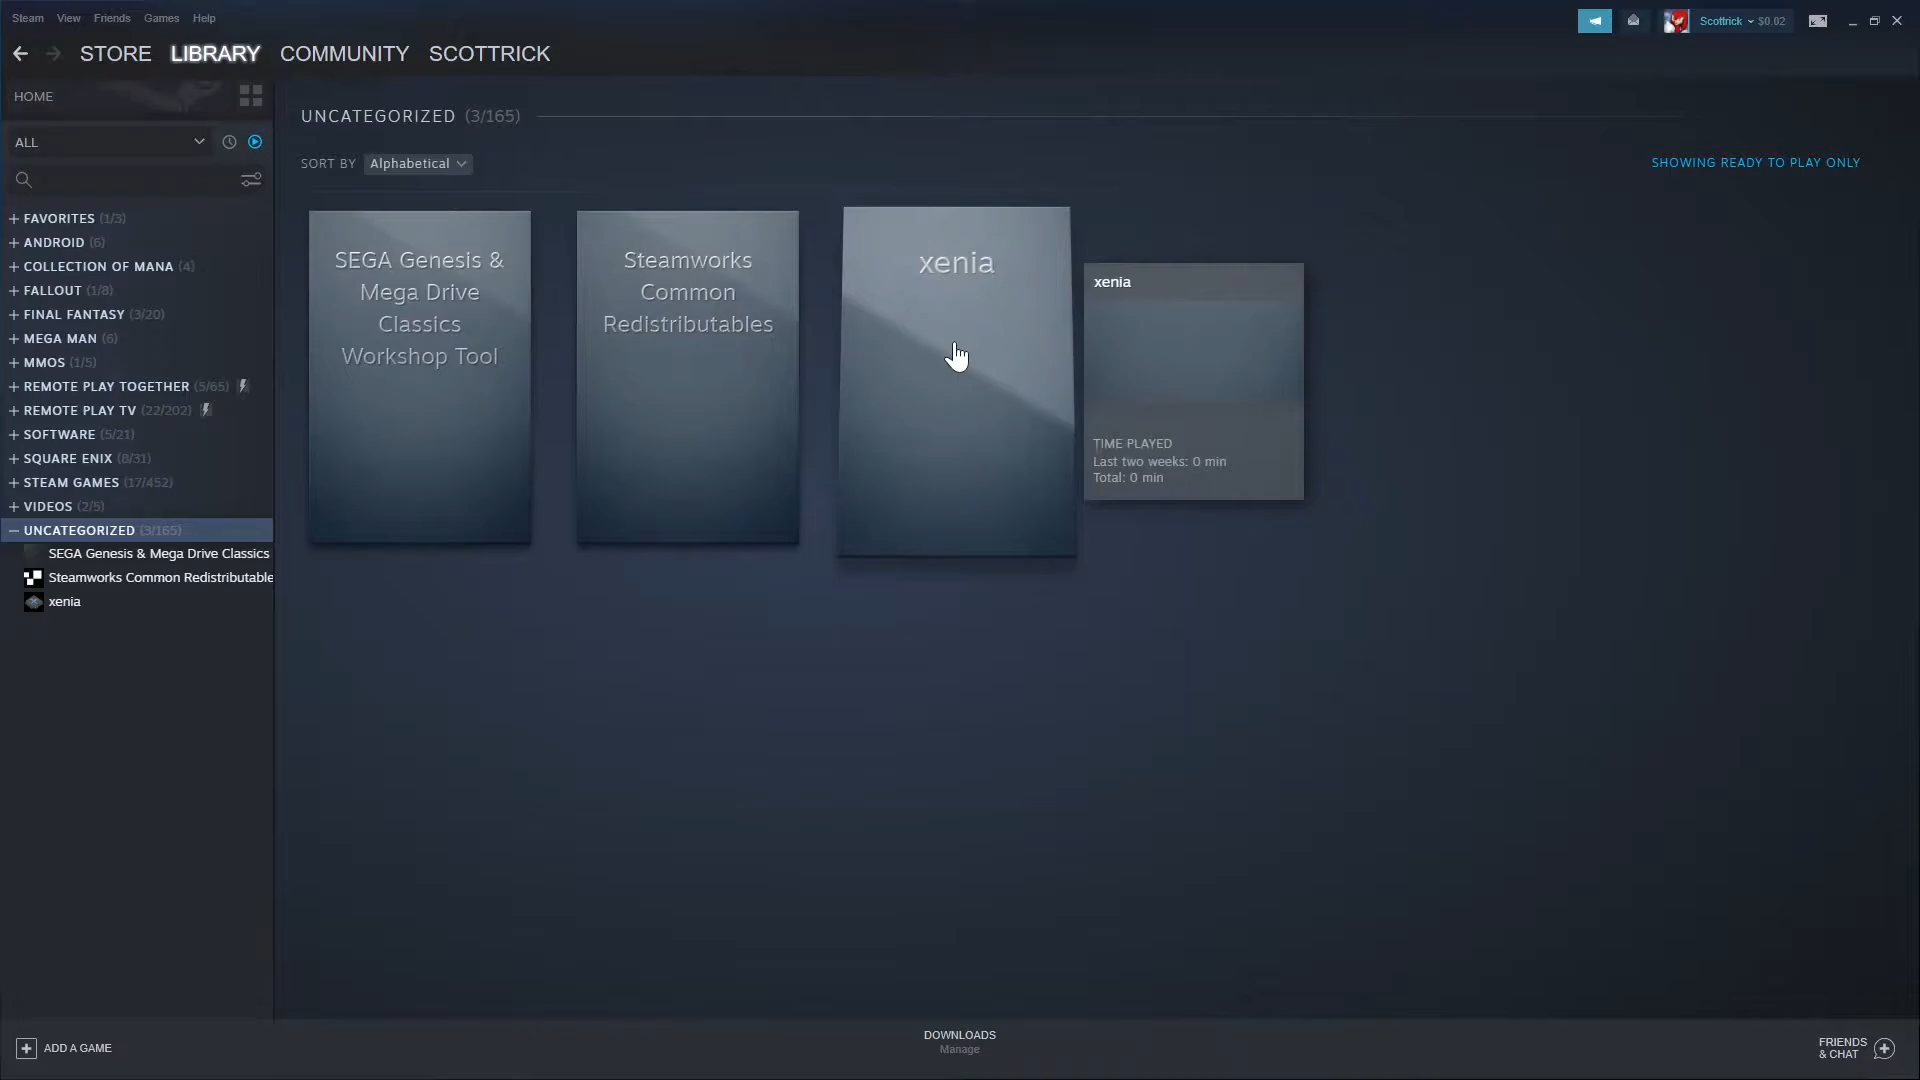 Steam View Friends Games Help
Scottrick $0.02
STORE LIBRARY COMMUNITY SCOTTRICK
HOME
ALL
FAVORITES (1/3)
ANDROID (6)
COLLECTION OF MANA (4)
FALLOUT (1/8)
FINAL FANTASY (3/20)
MEGA MAN (6)
MMOS (1/5)
REMOTE PLAY TOGETHER (5/65)
REMOTE PLAY TV (22/202)
SOFTWARE (5/21)
SQUARE ENIX (8/31)
STEAM GAMES (17/452)
VIDEOS (2/5)
UNCATEGORIZED (3/165)
SEGA Genesis & Mega Drive Classics
Steamworks Common Redistributable
xenia
UNCATEGORIZED (3/165)
SORT BY Alphabetical
SHOWING READY TO PLAY ONLY
SEGA Genesis &
Mega Drive
Classics
Workshop Tool
Steamworks
Common
Redistributables
xenia
xenia
TIME PLAYED
Last two weeks: 0 min
Total: 0 min
ADD A GAME
DOWNLOADS
Manage
FRIENDS
& CHAT